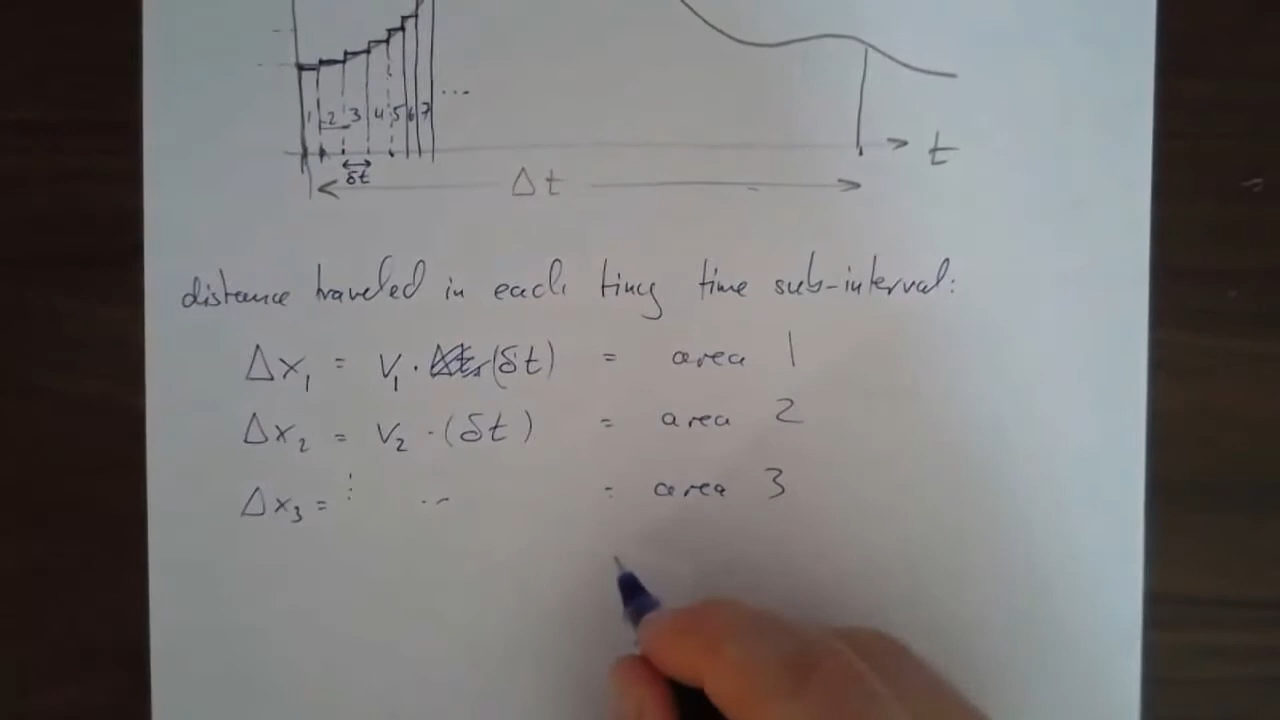 1 2 3 4 5 6 7 ...
t
δt
Δt
distance traveled in each tiny time sub-interval:
Δx₁ = v₁ · (δt) = area 1
Δx₂ = v₂ · (δt) = area 2
Δx₃ = ⋮ ... = area 3